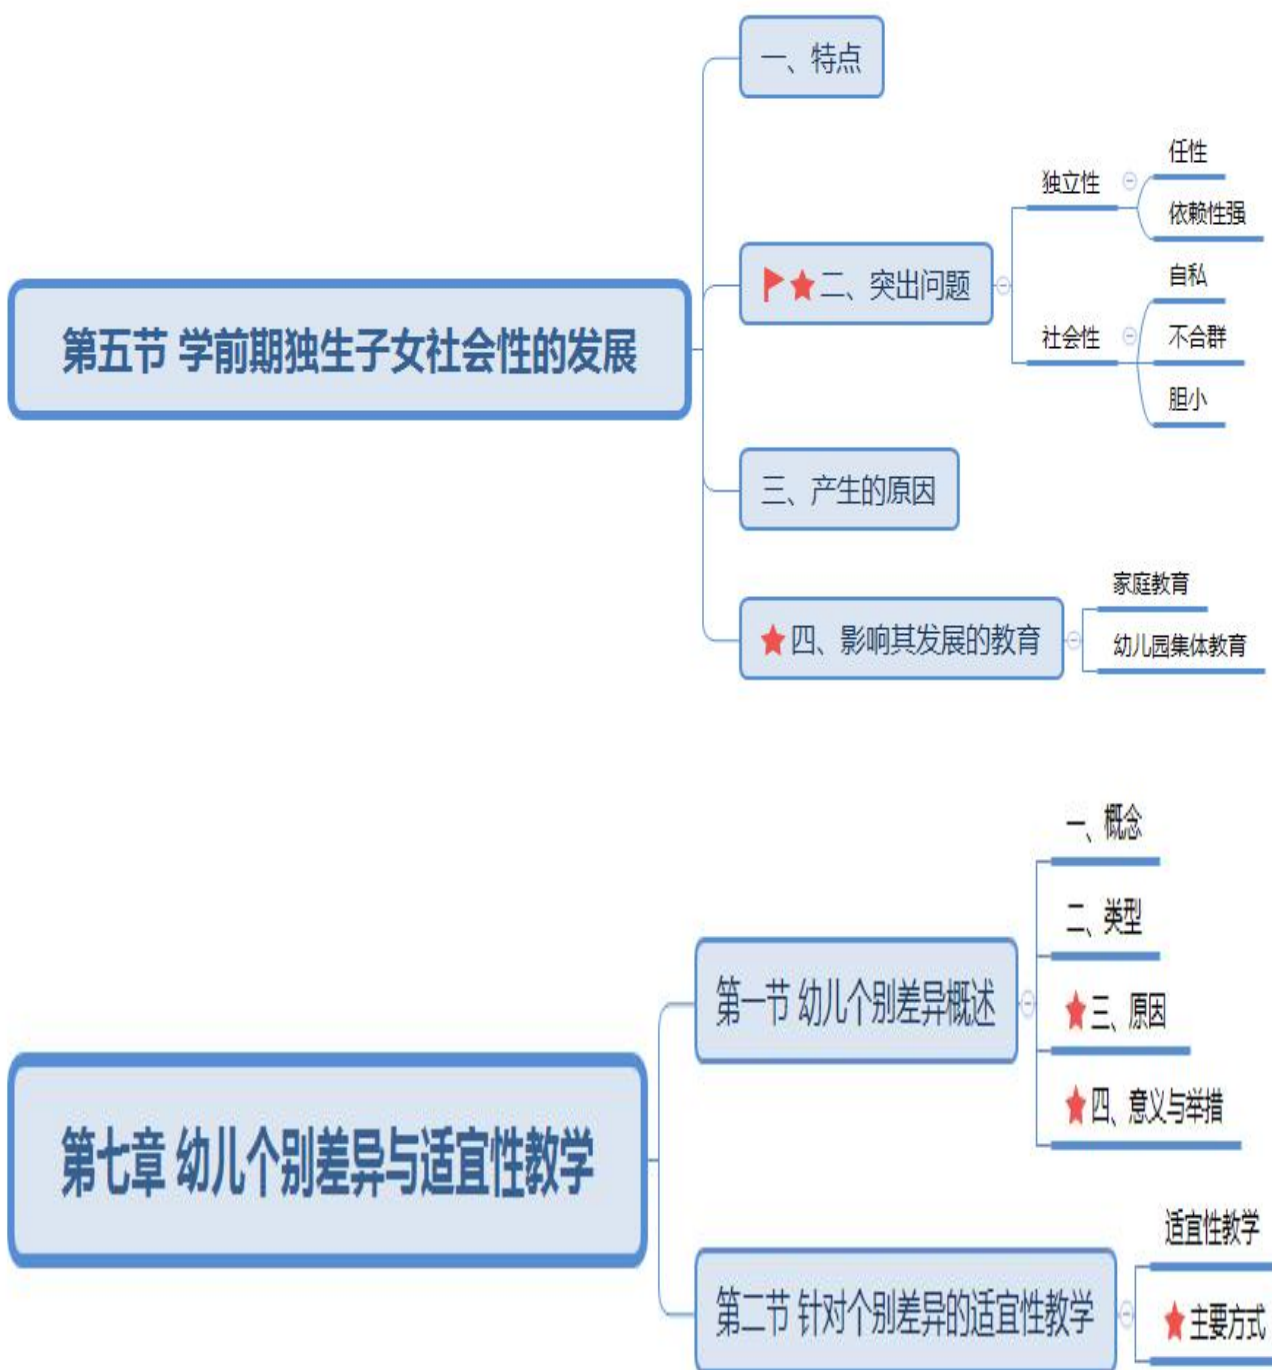 第五节 学前期独生子女社会性的发展
一、特点
二、突出问题
独立性
任性
依赖性强
社会性
自私
不合群
胆小
三、产生的原因
四、影响其发展的教育
家庭教育
幼儿园集体教育
第七章 幼儿个别差异与适宜性教学
第一节 幼儿个别差异概述
一、概念
二、类型
三、原因
四、意义与举措
第二节 针对个别差异的适宜性教学
适宜性教学
主要方式